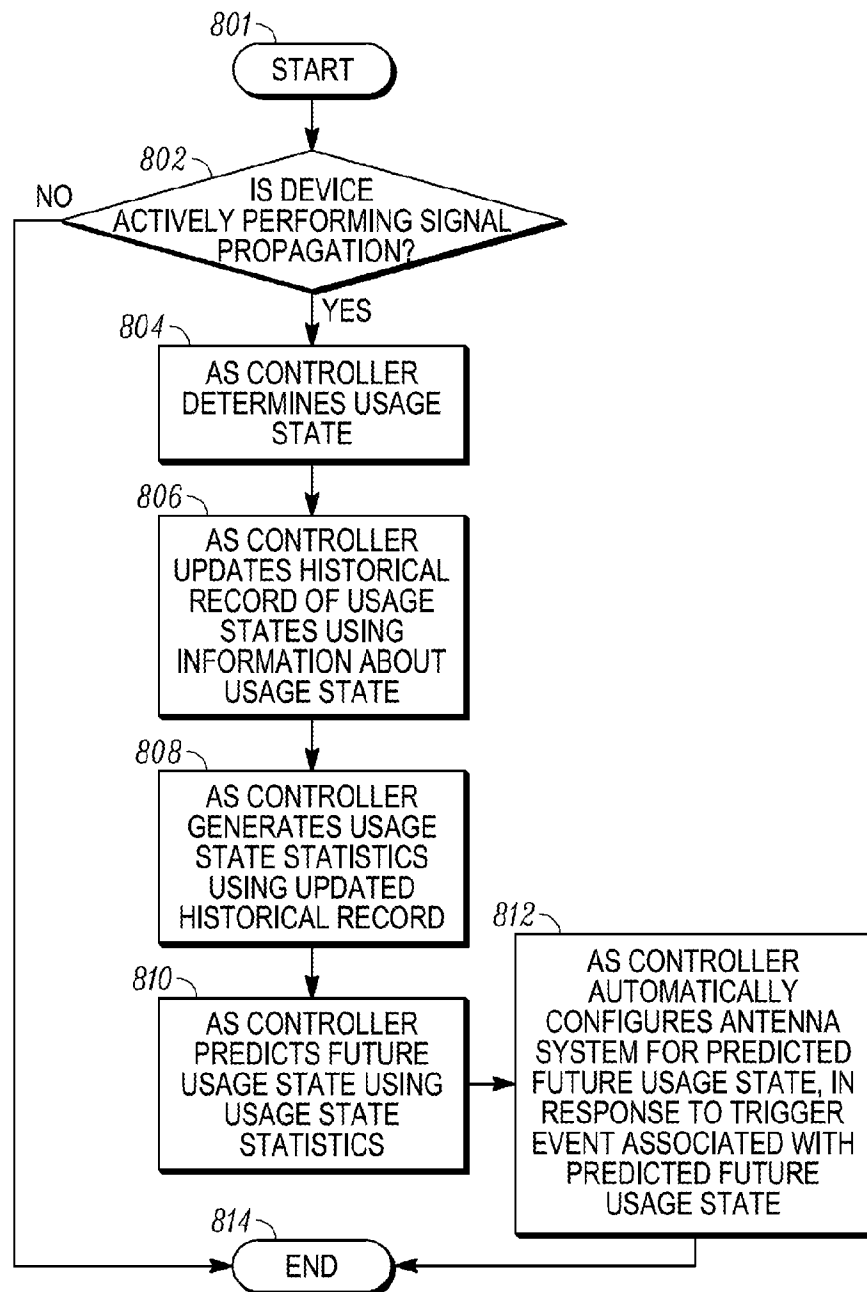 801
START
802
NO
IS DEVICE
ACTIVELY PERFORMING SIGNAL
PROPAGATION?
YES
804
AS CONTROLLER
DETERMINES USAGE
STATE
806
AS CONTROLLER
UPDATES HISTORICAL
RECORD OF USAGE
STATES USING
INFORMATION ABOUT
USAGE STATE
808
AS CONTROLLER
GENERATES USAGE
STATE STATISTICS
USING UPDATED
HISTORICAL RECORD
810
AS CONTROLLER
PREDICTS FUTURE
USAGE STATE USING
USAGE STATE
STATISTICS
812
AS CONTROLLER
AUTOMATICALLY
CONFIGURES ANTENNA
SYSTEM FOR PREDICTED
FUTURE USAGE STATE, IN
RESPONSE TO TRIGGER
EVENT ASSOCIATED WITH
PREDICTED FUTURE
USAGE STATE
814
END